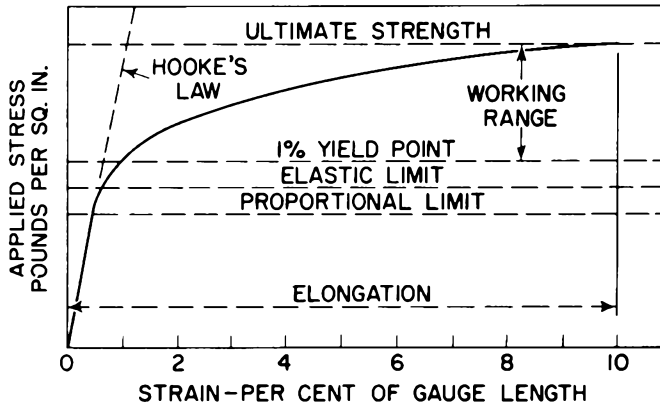 ULTIMATE STRENGTH
HOOKE'S
LAW
WORKING
RANGE
1% YIELD POINT
ELASTIC LIMIT
PROPORTIONAL LIMIT
ELONGATION
APPLIED STRESS
POUNDS PER SQ. IN.
0 2 4 6 8 10
STRAIN-PER CENT OF GAUGE LENGTH